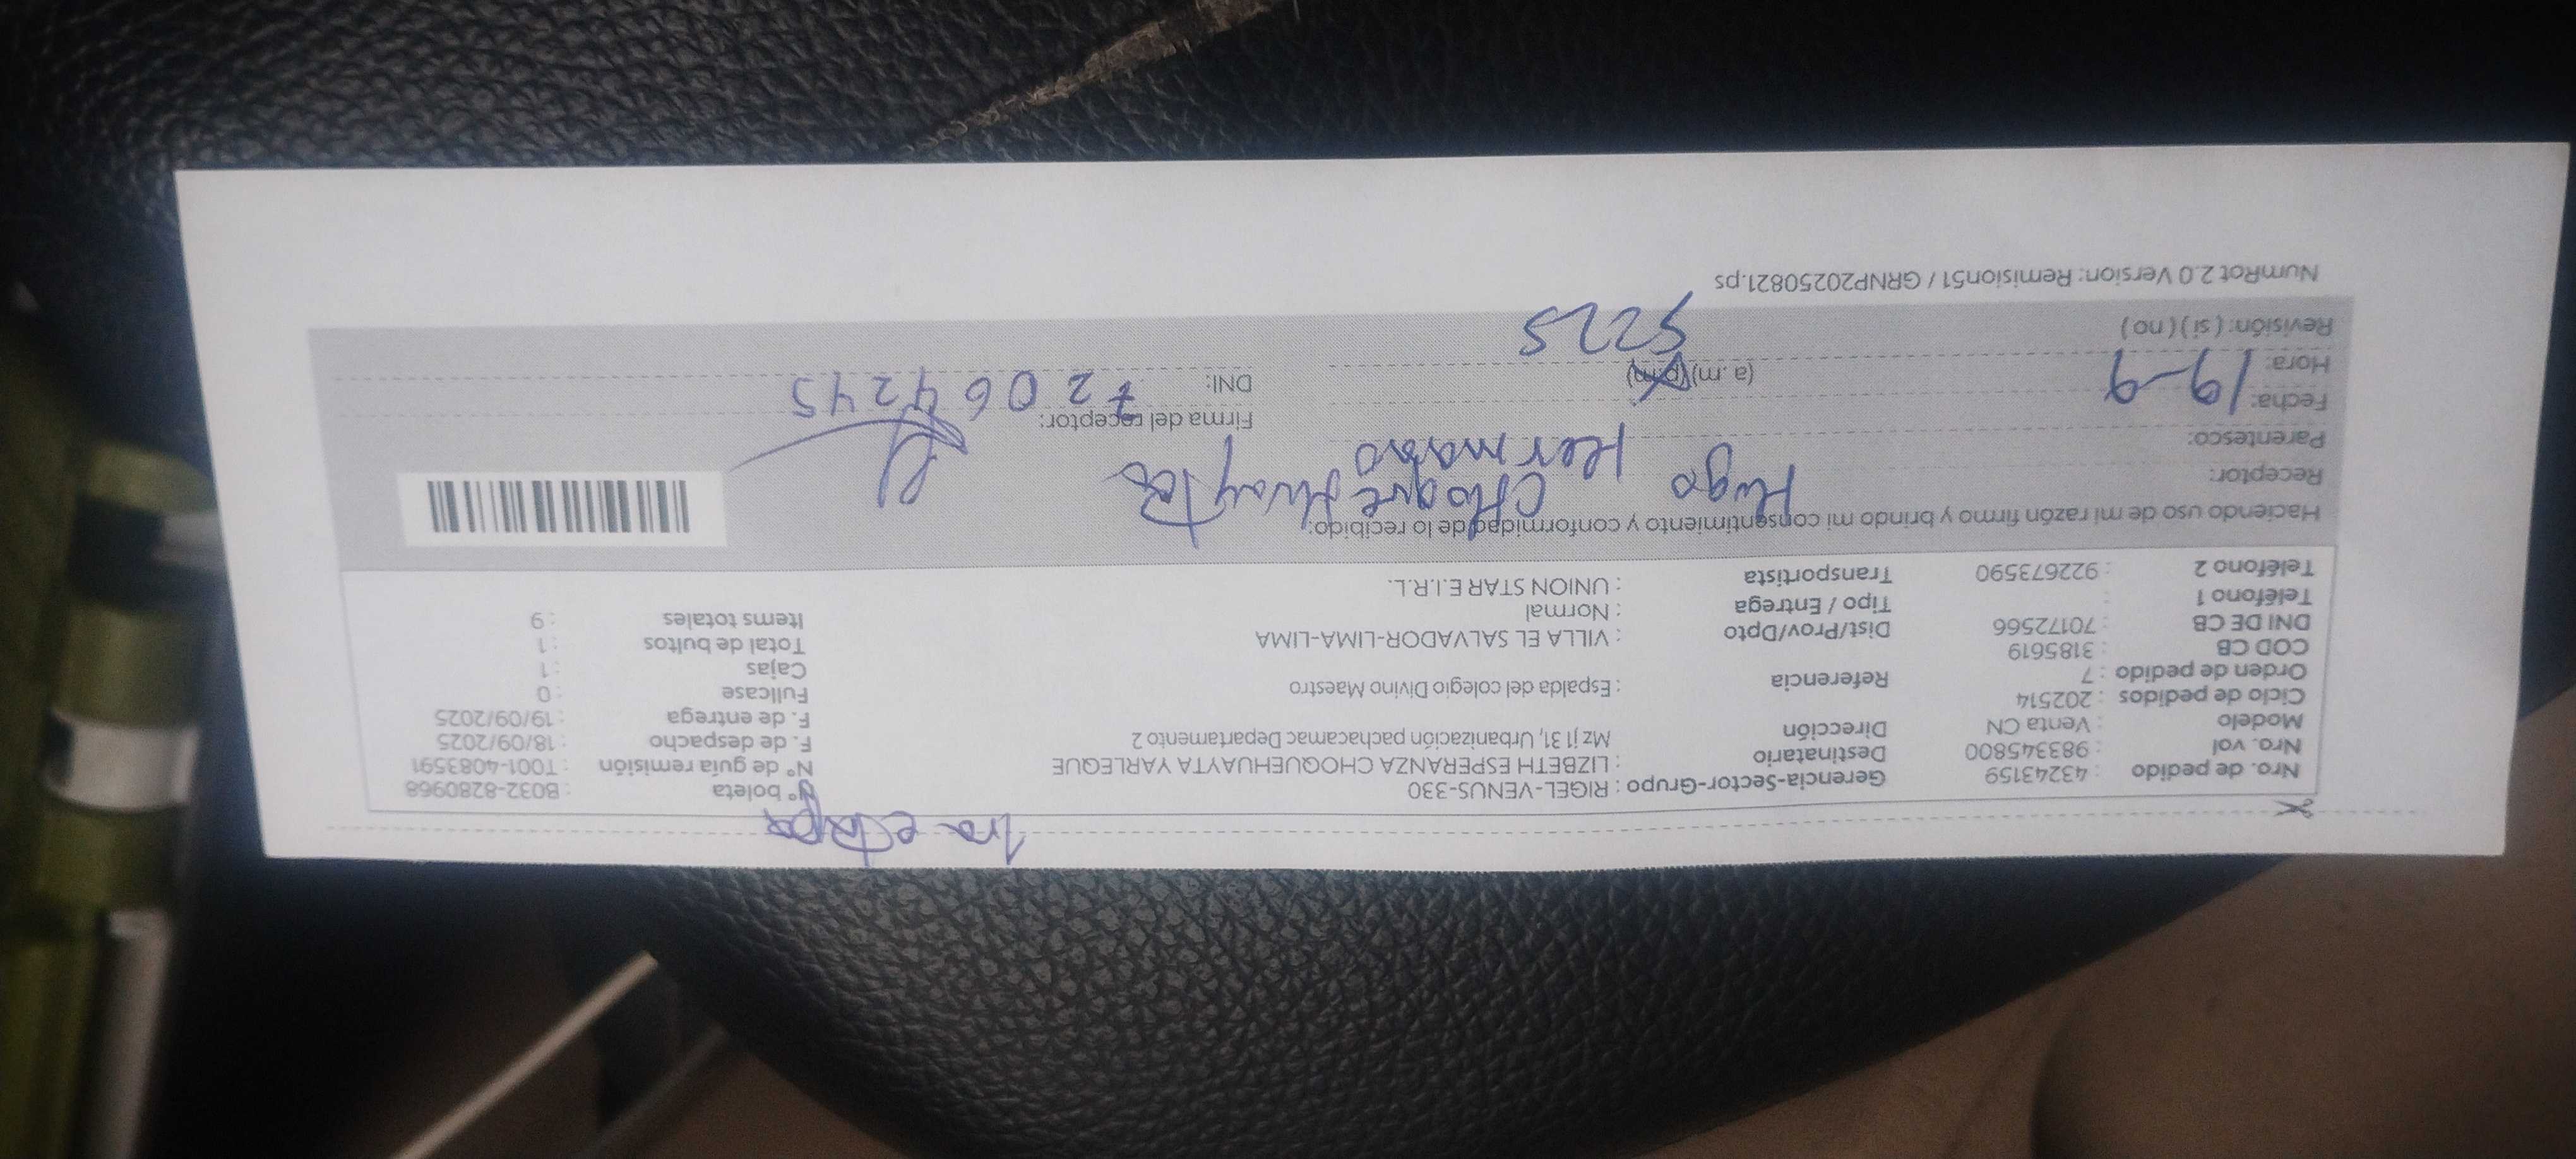 1ra etapa
Nro. de pedido : 43243159 Gerencia-Sector-Grupo : RIGEL-VENUS-330 N° boleta : B032-8280968
Nro. vol : 983345800 Destinatario : LIZBETH ESPERANZA CHOQUEHUAYTA YARLEQUE N° de guía remisión : T001-4083591
Modelo : Venta CN Dirección Mz j1 31, Urbanización pachacamac Departamento 2 F. de despacho : 18/09/2025
Ciclo de pedidos : 202514 F. de entrega : 19/09/2025
Orden de pedido : 7 Referencia : Espalda del colegio Divino Maestro Fullcase : 0
COD CB : 3185619 Cajas : 1
DNI DE CB : 70172566 Dist/Prov/Dpto : VILLA EL SALVADOR-LIMA-LIMA Total de bultos : 1
Teléfono 1 : Tipo / Entrega : Normal Items totales : 9
Teléfono 2 : 922673590 Transportista : UNION STAR E.I.R.L.
Haciendo uso de mi razón firmo y brindo mi consentimiento y conformidad de lo recibido:
Receptor: Hugo Choquehuayta
Parentesco: Hermano
Fecha: 19-9 Firma del receptor:
Hora: (a. m) (p.m) DNI: 72064245
Revisión: ( si ) ( no ) 5225
NumRot 2.0 Version: Remision51 / GRNP20250821.ps